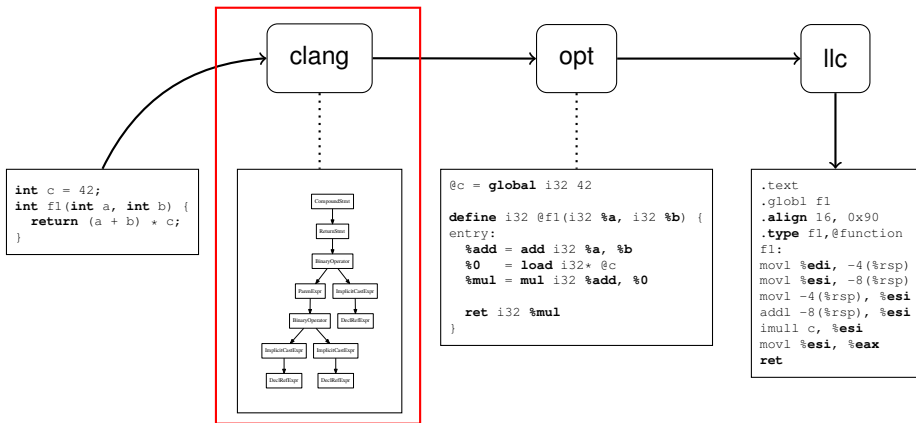 clang
opt
llc
int c = 42;
int f1(int a, int b) {
  return (a + b) * c;
}
CompoundStmt
ReturnStmt
BinaryOperator
ParenExpr ImplicitCastExpr
BinaryOperator DeclRefExpr
ImplicitCastExpr ImplicitCastExpr
DeclRefExpr DeclRefExpr
@c = global i32 42
define i32 @f1(i32 %a, i32 %b) {
entry:
  %add = add i32 %a, %b
  %0   = load i32* @c
  %mul = mul i32 %add, %0
  ret i32 %mul
}
.text
.globl f1
.align 16, 0x90
.type f1,@function
f1:
movl %edi, -4(%rsp)
movl %esi, -8(%rsp)
movl -4(%rsp), %esi
addl -8(%rsp), %esi
imull c, %esi
movl %esi, %eax
ret